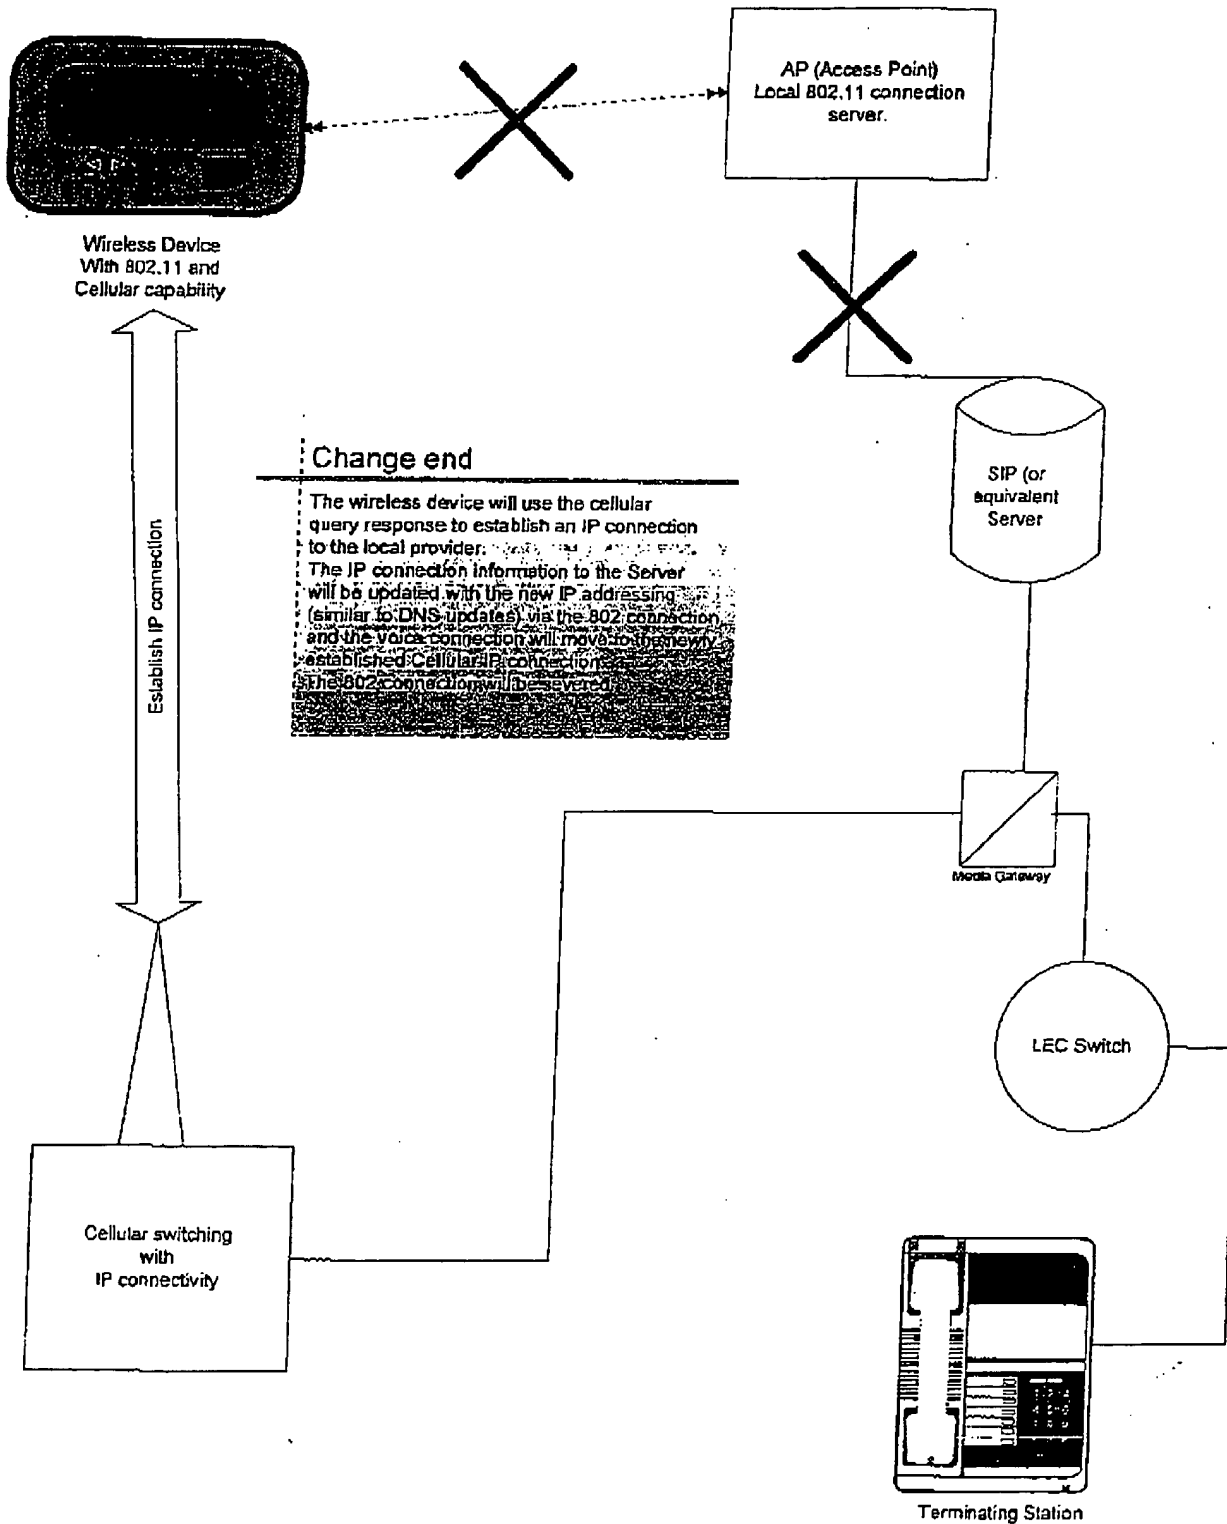 AP (Access Point)
Local 802.11 connection
server.
Wireless Device
With 802.11 and
Cellular capability
Establish IP connection
Change end
The wireless device will use the cellular
query response to establish an IP connection
to the local provider.
The IP connection information to the Server
will be updated with the new IP addressing
(similar to DNS updates) via the 802 connection
and the voice connection will move to the newly
established Cellular IP connection
The 802 connection will be severed
SIP (or
equivalent
Server
Media Gateway
LEC Switch
Cellular switching
with
IP connectivity
Terminating Station